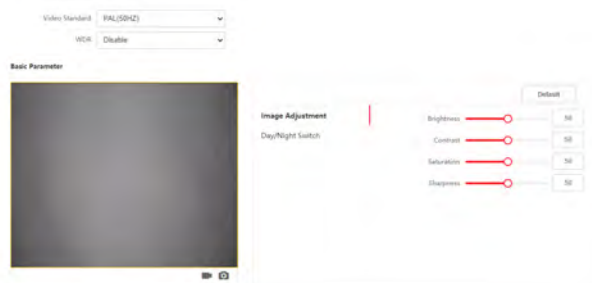 Video Standard PAL(50HZ)
WDR Disable
Basic Parameter
Default
Image Adjustment
Day/Night Switch
Brightness 50
Contrast 50
Saturation 50
Sharpness 50